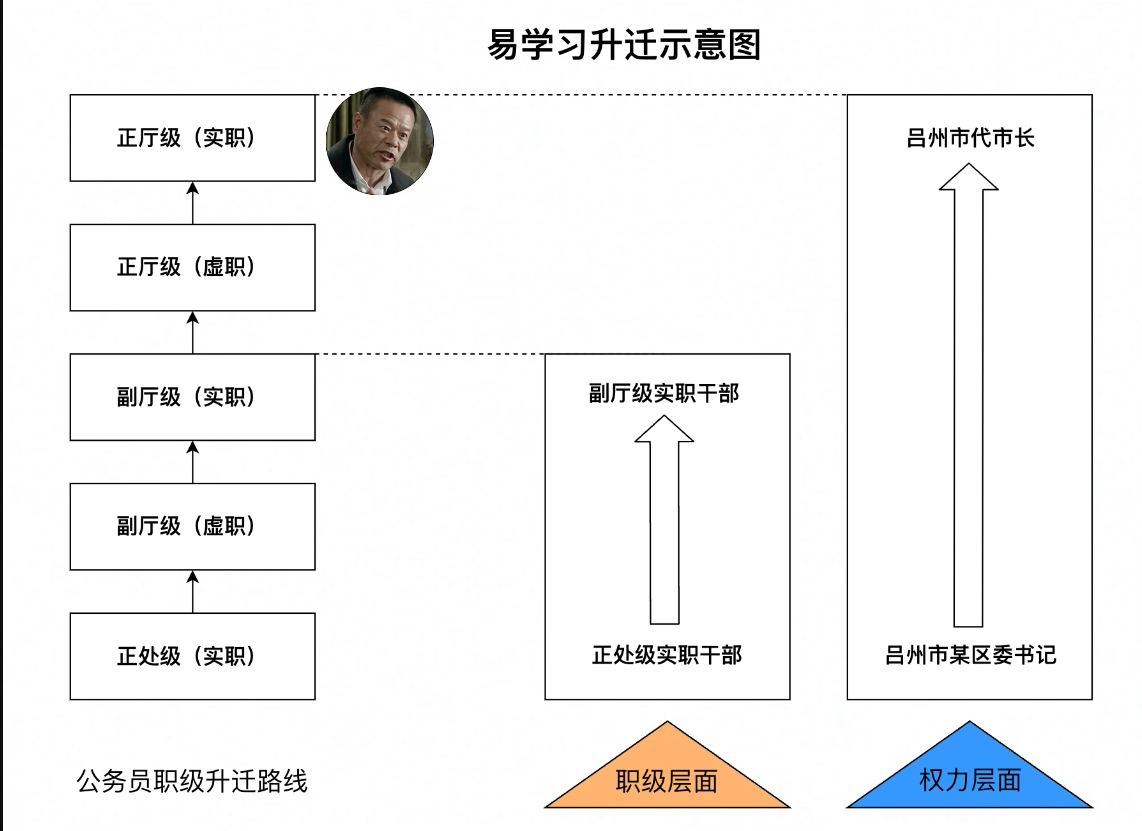 易学习升迁示意图
正厅级（实职）
正厅级（虚职）
副厅级（实职）
副厅级（虚职）
正处级（实职）
公务员职级升迁路线
副厅级实职干部
正处级实职干部
职级层面
吕州市代市长
吕州市某区委书记
权力层面